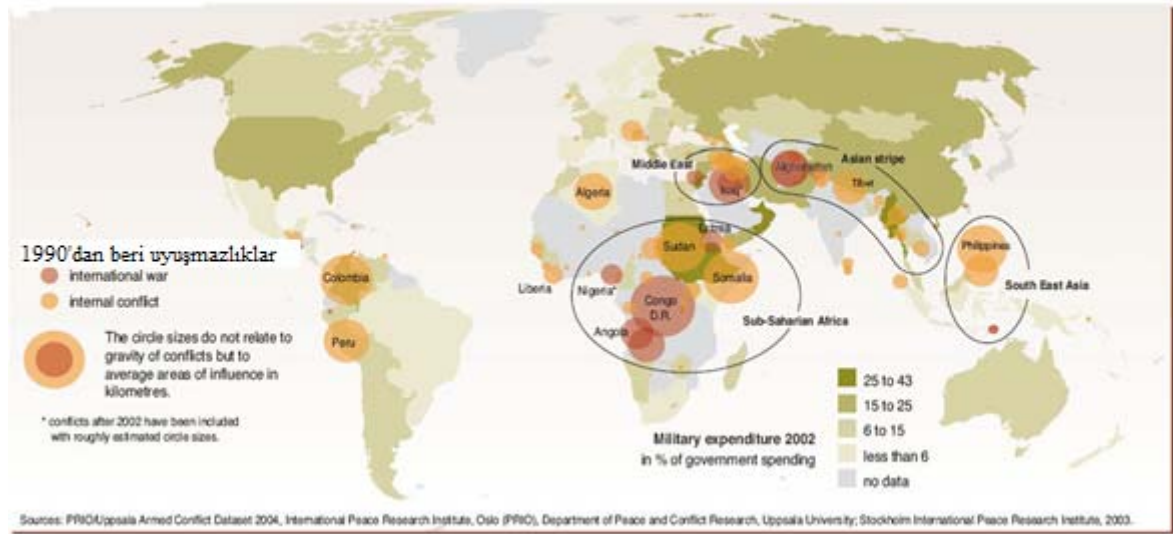 Middle East
Asian stripe
Afghanistan
Tibet
Iraq
Algeria
Eritrea
Sudan
Philippines
1990'dan beri uyuşmazlıklar
international war
internal conflict
Colombia
Somalia
Liberia
Nigeria*
South East Asia
Congo
D.R.
Sub-Saharian Africa
Angola
Peru
The circle sizes do not relate to
gravity of conflicts but to
average areas of influence in
kilometres.
* conflicts after 2002 have been included
with roughly estimated circle sizes.
25 to 43
15 to 25
6 to 15
less than 6
no data
Military expenditure 2002
in % of government spending
Sources: PRIO/Uppsala Armed Conflict Dataset 2004, International Peace Research Institute, Oslo (PRIO), Department of Peace and Conflict Research, Uppsala University; Stockholm International Peace Research Institute, 2003.